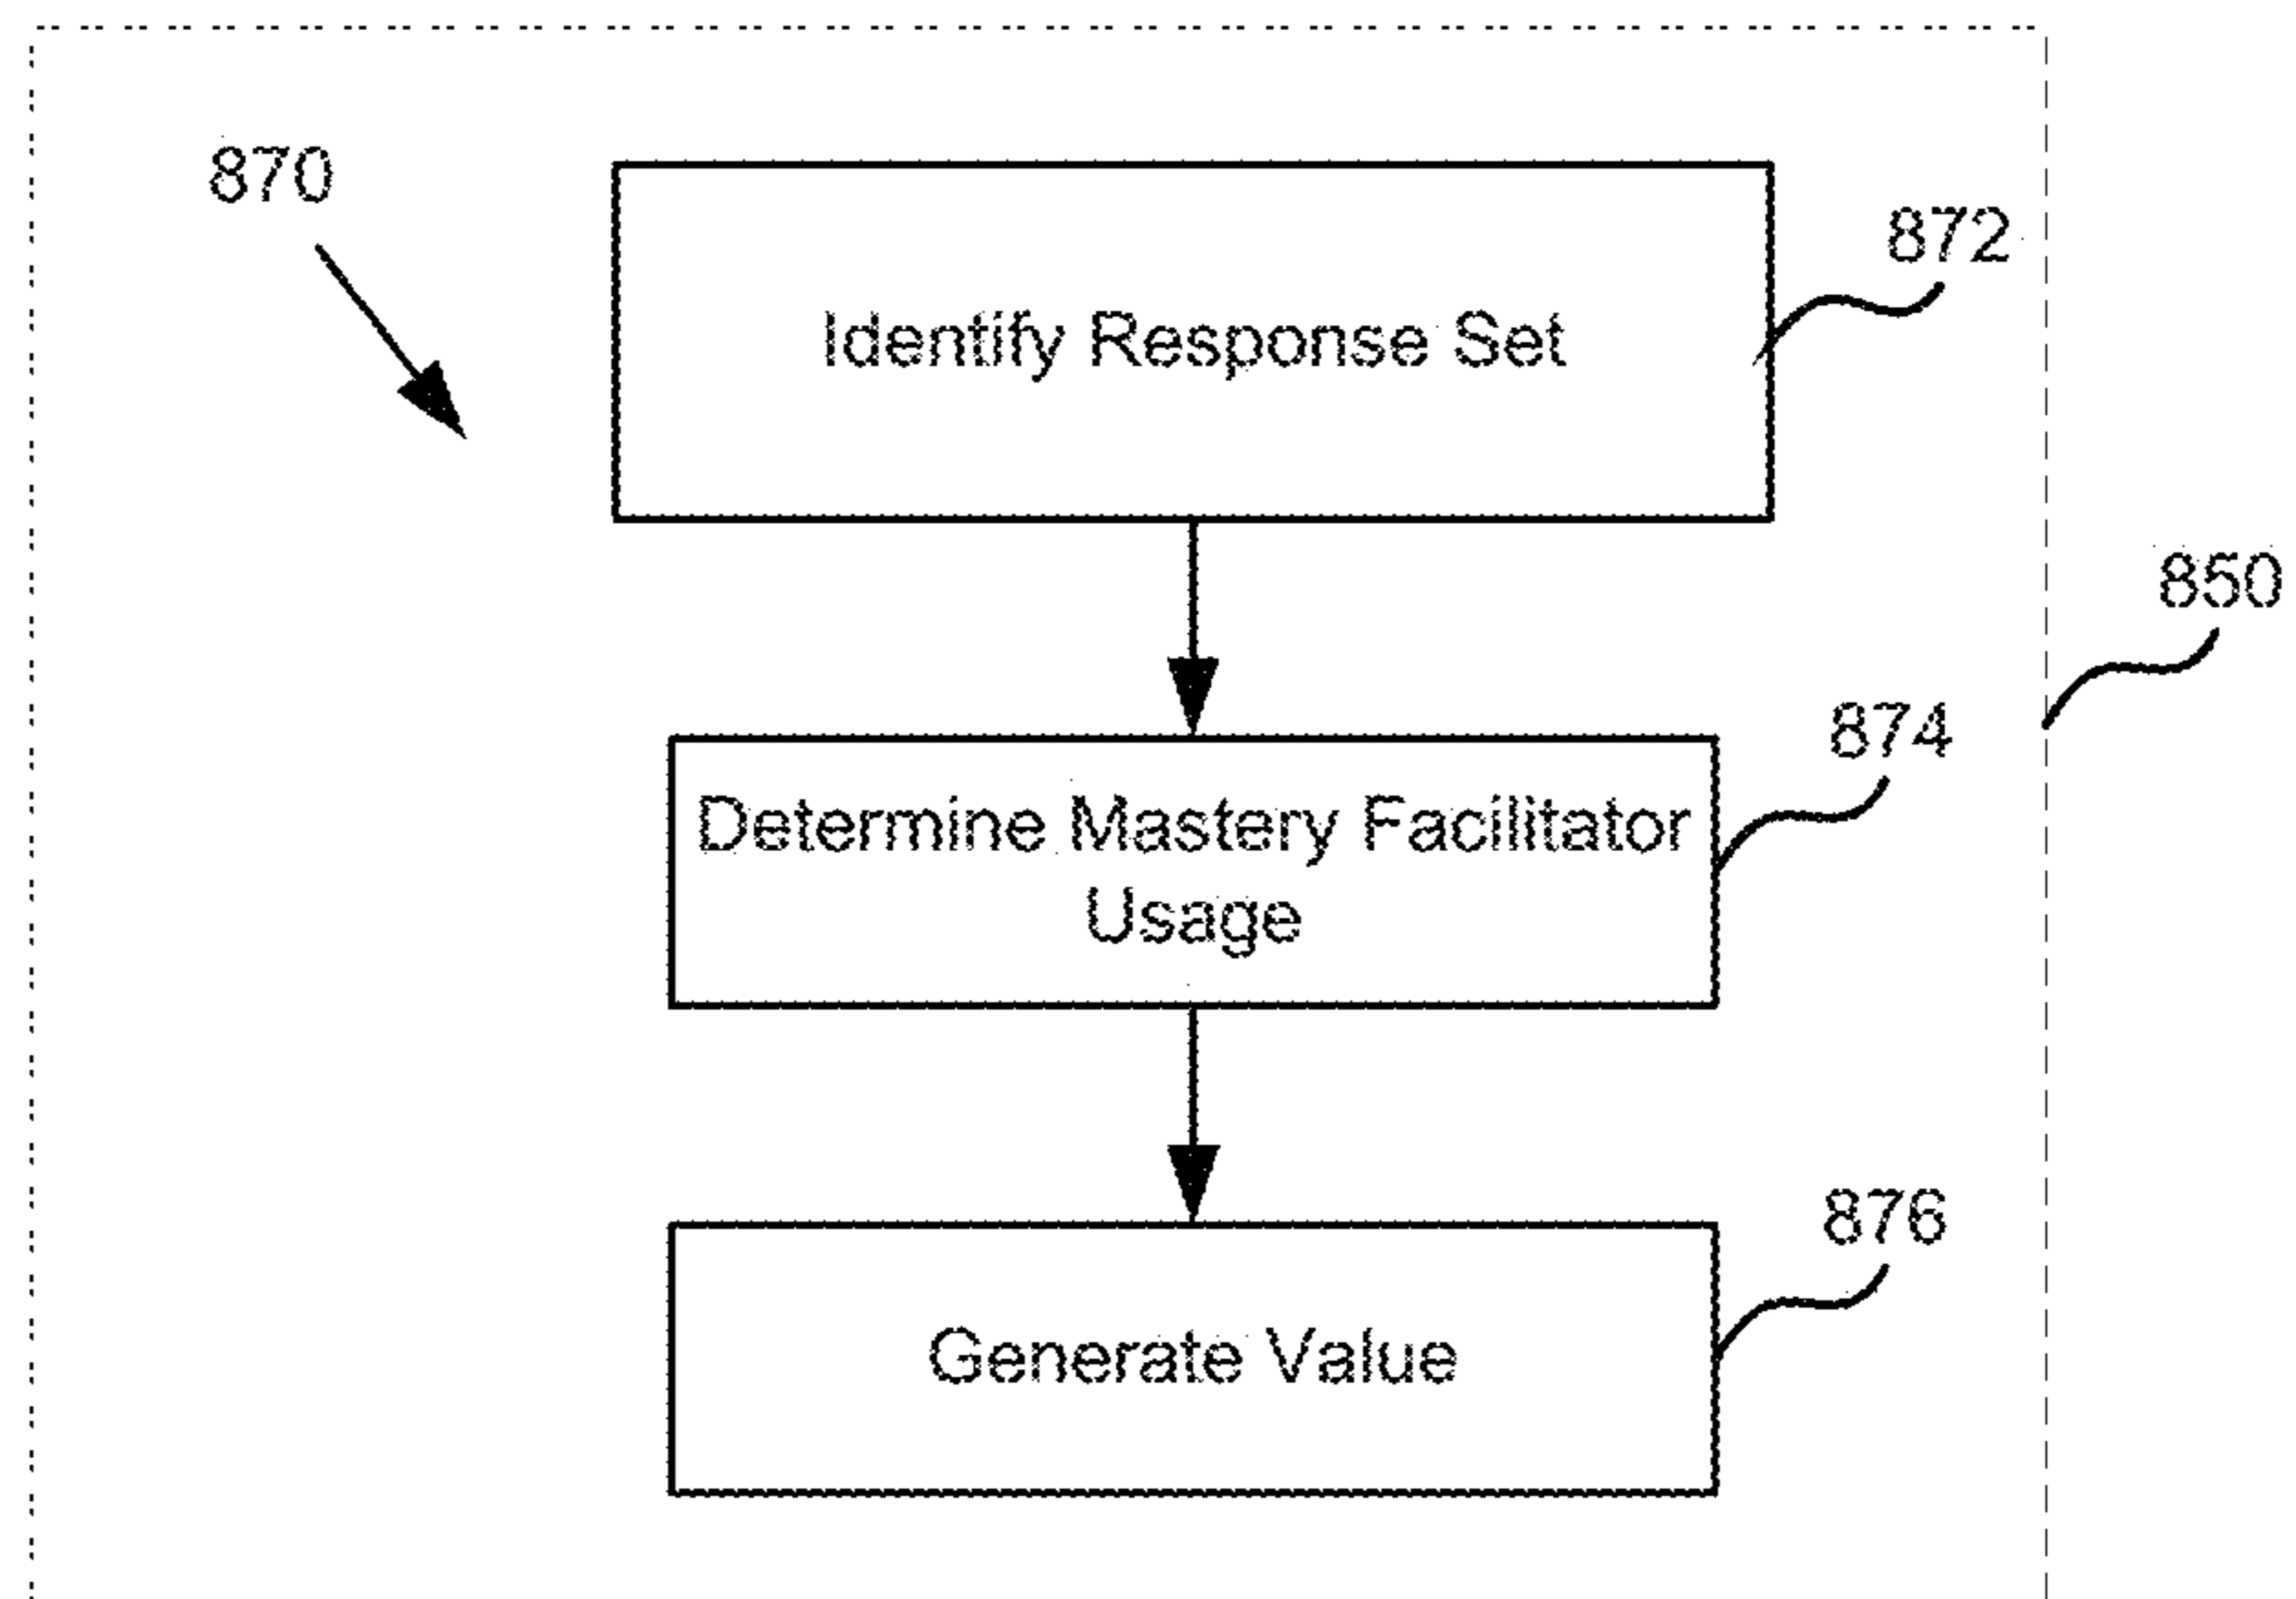 870
872
Identify Response Set
850
874
Determine Mastery Facilitator
Usage
876
Generate Value